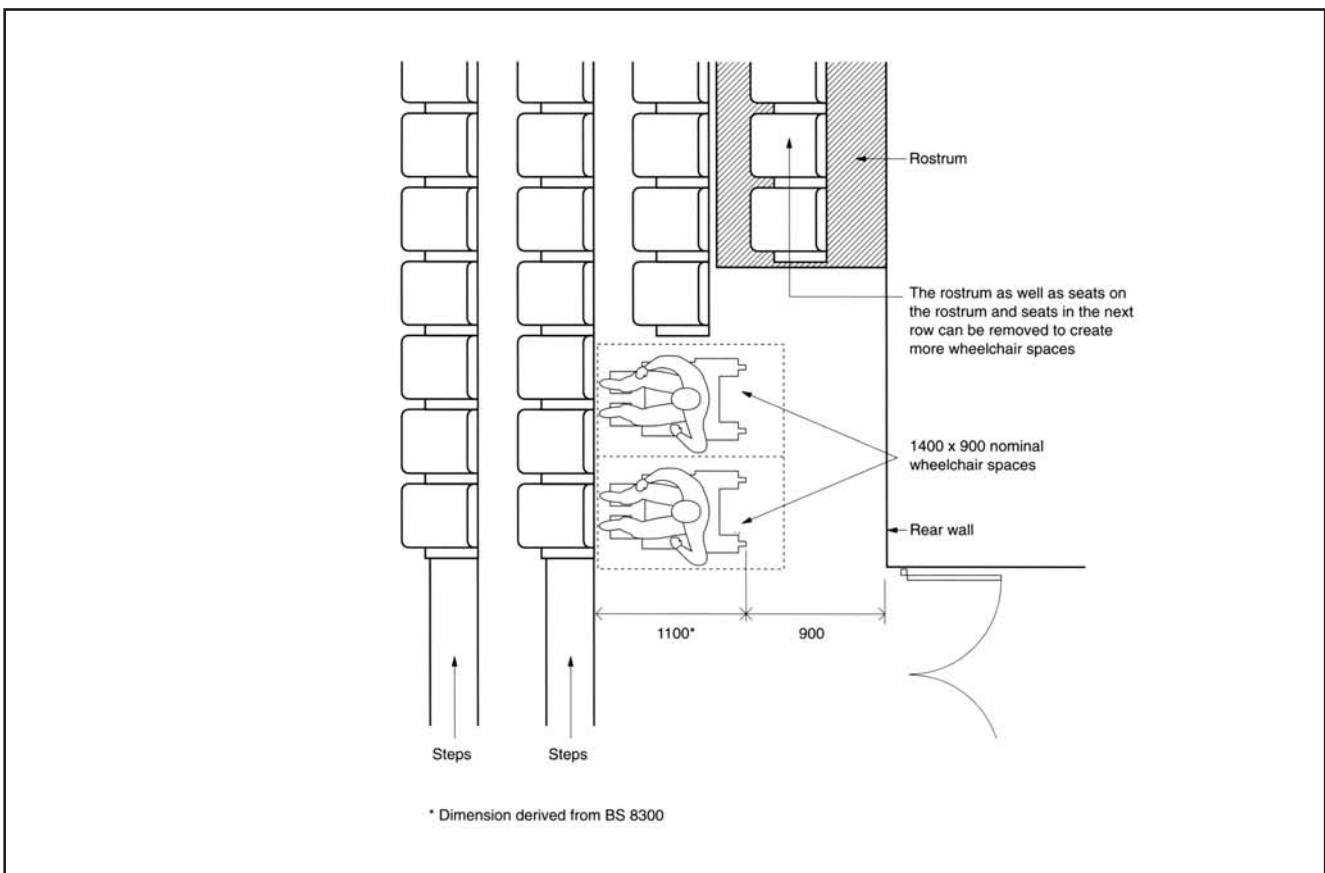 Rostrum
The rostrum as well as seats on
the rostrum and seats in the next
row can be removed to create
more wheelchair spaces
1400 x 900 nominal
wheelchair spaces
Rear wall
1100*
900
Steps
Steps
* Dimension derived from BS 8300